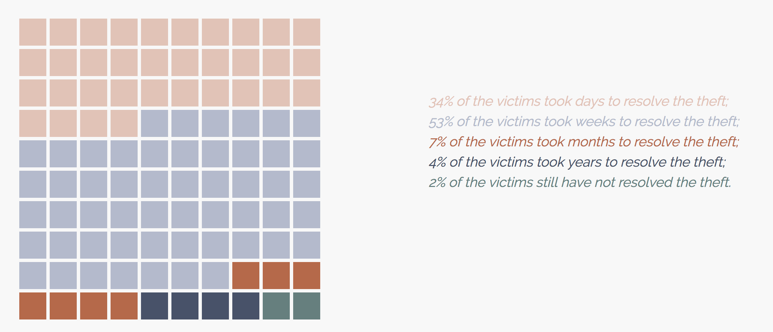 34% of the victims took days to resolve the theft;
53% of the victims took weeks to resolve the theft;
7% of the victims took months to resolve the theft;
4% of the victims took years to resolve the theft;
2% of the victims still have not resolved the theft.